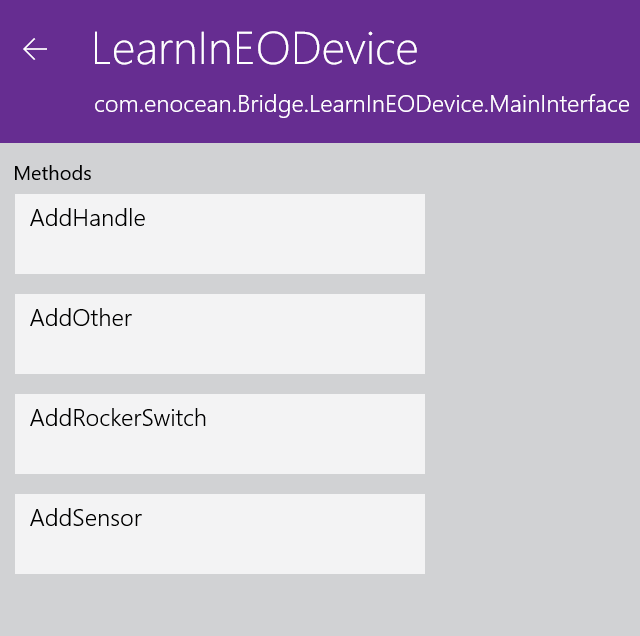 LearnInEODevice
com.enocean.Bridge.LearnInEODevice.MainInterface
Methods
AddHandle
AddOther
AddRockerSwitch
AddSensor